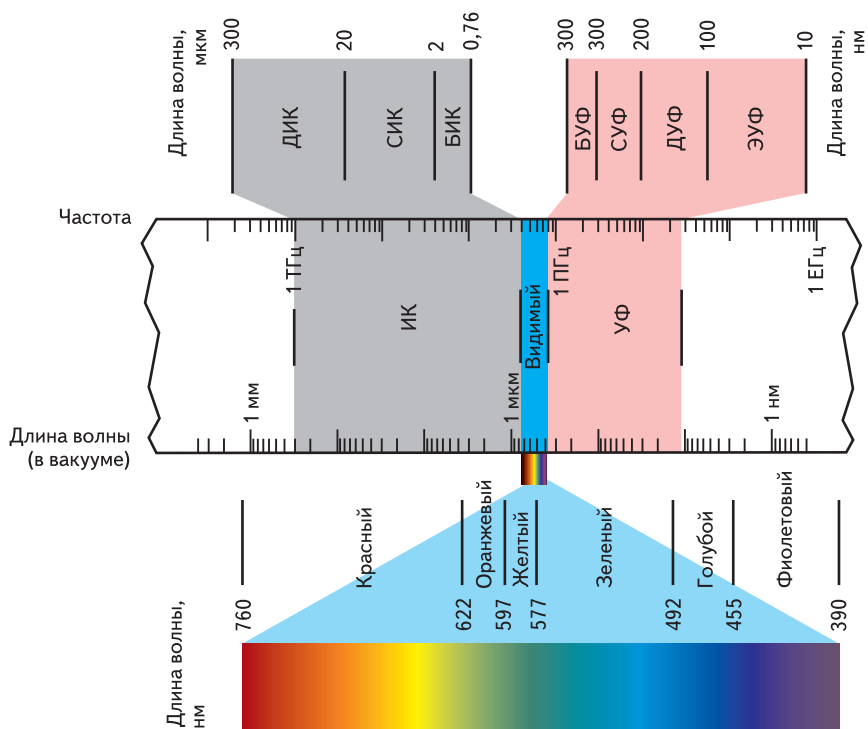 Длина волны,
мкм
300
20
2
0,76
300
300
200
100
10
Длина волны,
нм
ДИК
СИК
БИК
БУФ
СУФ
ДУФ
ЭУФ
Частота
1 ТГц
1 ПГц
1 ЕГц
ИК
Видимый
УФ
1 мм
1 мкм
1 нм
Длина волны
(в вакууме)
Красный
Оранжевый
Желтый
Зеленый
Голубой
Фиолетовый
760
622
597
577
492
455
390
Длина волны,
нм